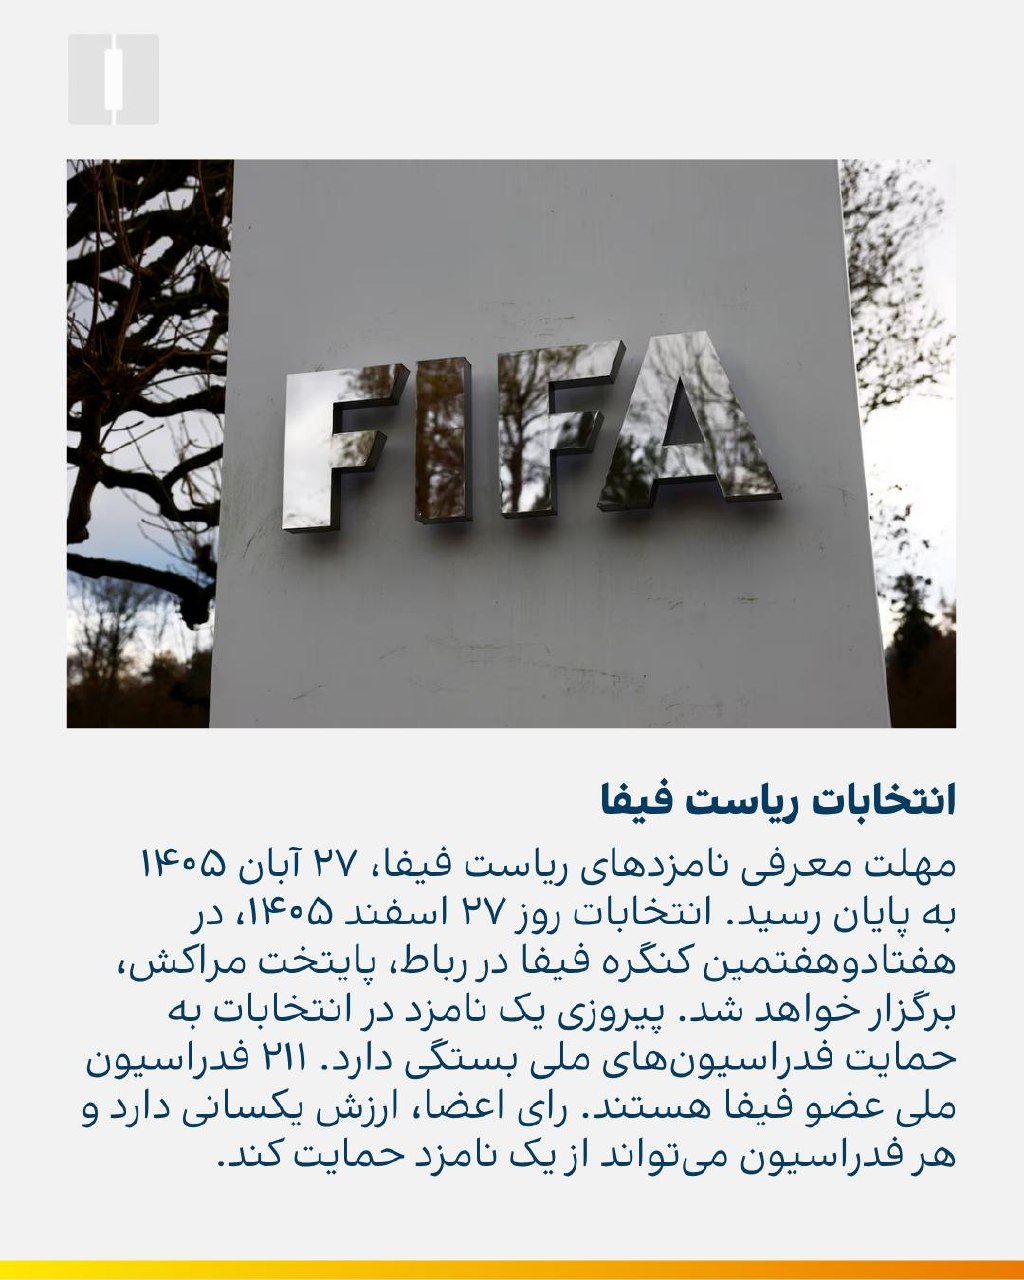 FIFA
انتخابات ریاست فیفا
مهلت معرفی نامزدهای ریاست فیفا، ۲۷ آبان ۱۴۰۵
به پایان رسید. انتخابات روز ۲۷ اسفند ۱۴۰۵، در
هفتادوهفتمین کنگره فیفا در رباط، پایتخت مراکش،
برگزار خواهد شد. پیروزی یک نامزد در انتخابات به
حمایت فدراسیون‌های ملی بستگی دارد. ۲۱۱ فدراسیون
ملی عضو فیفا هستند. رای اعضا، ارزش یکسانی دارد و
هر فدراسیون می‌تواند از یک نامزد حمایت کند.